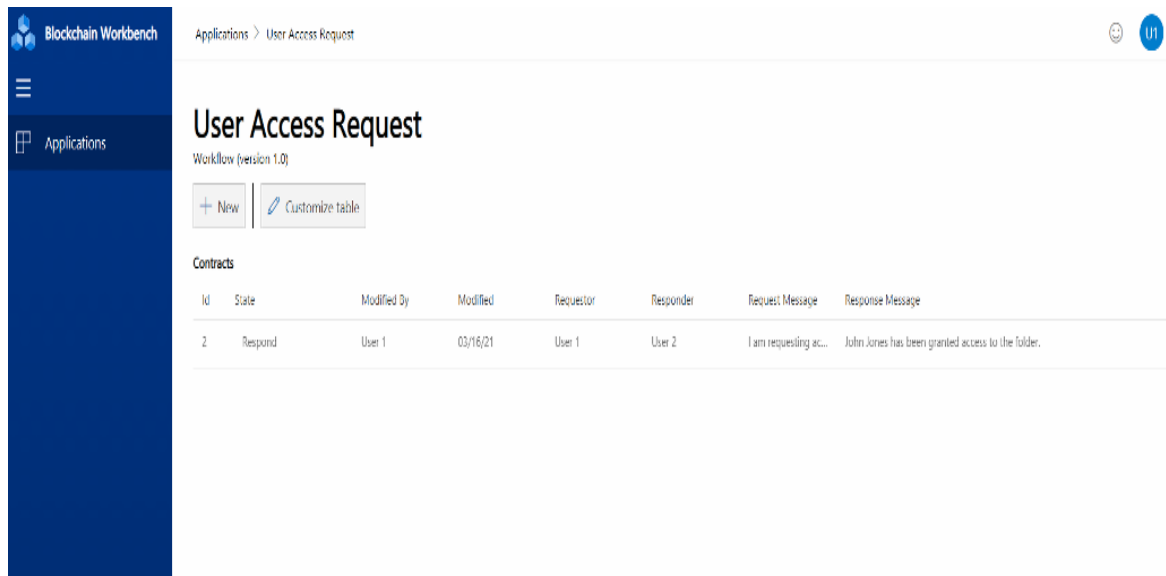 Blockchain Workbench
Applications > User Access Request
U1
Applications
User Access Request
Workflow (version 1.0)
+ New
Customize table
Contracts
Id State Modified By Modified Requestor Responder Request Message Response Message
2 Respond User 1 03/16/21 User 1 User 2 I am requesting ac... John Jones has been granted access to the folder.